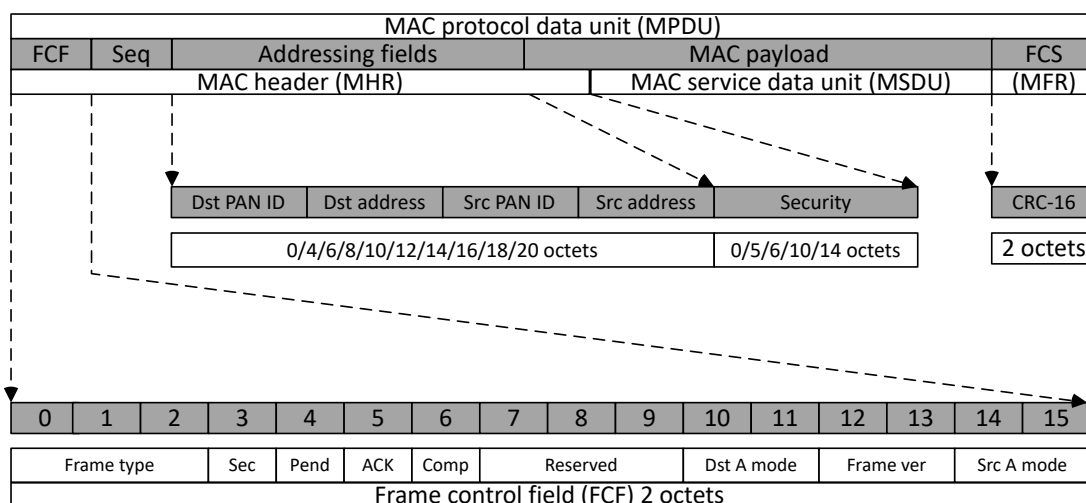 MAC protocol data unit (MPDU)
FCF Seq Addressing fields MAC payload FCS
MAC header (MHR) MAC service data unit (MSDU) (MFR)
Dst PAN ID Dst address Src PAN ID Src address Security CRC-16
0/4/6/8/10/12/14/16/18/20 octets 0/5/6/10/14 octets 2 octets
0 1 2 3 4 5 6 7 8 9 10 11 12 13 14 15
Frame type Sec Pend ACK Comp Reserved Dst A mode Frame ver Src A mode
Frame control field (FCF) 2 octets